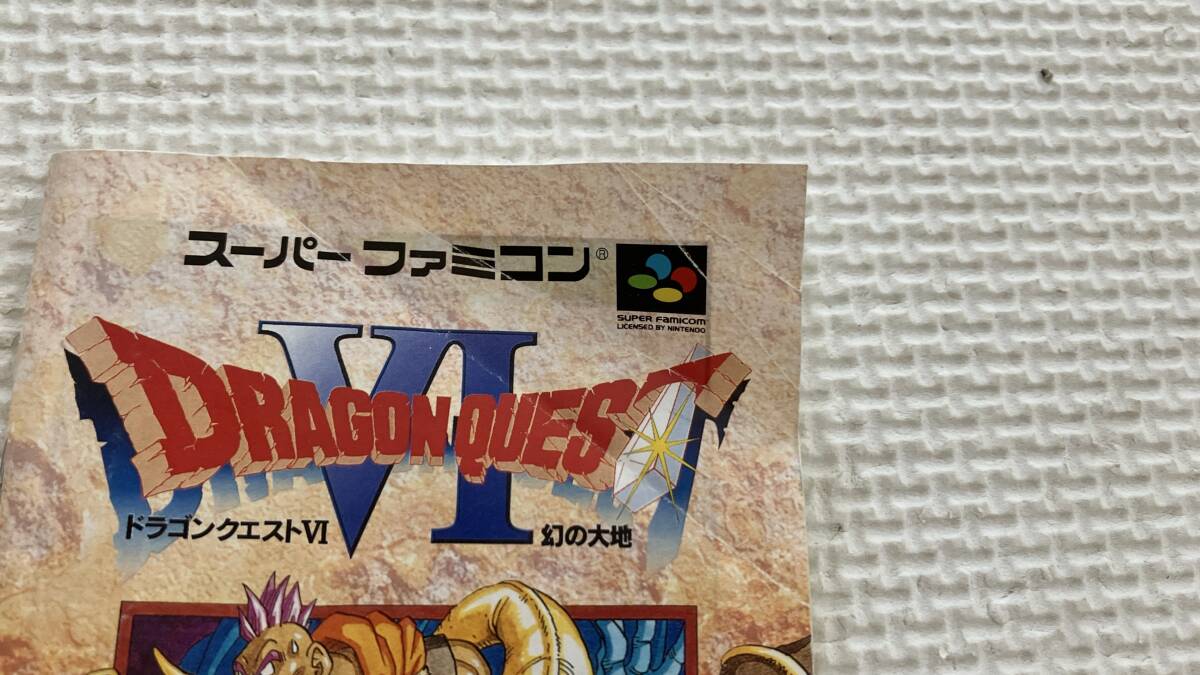 スーパーファミコン®
SUPER FAMICOM
LICENSED BY NINTENDO
VI
DRAGON QUEST
ドラゴンクエストVI 幻の大地